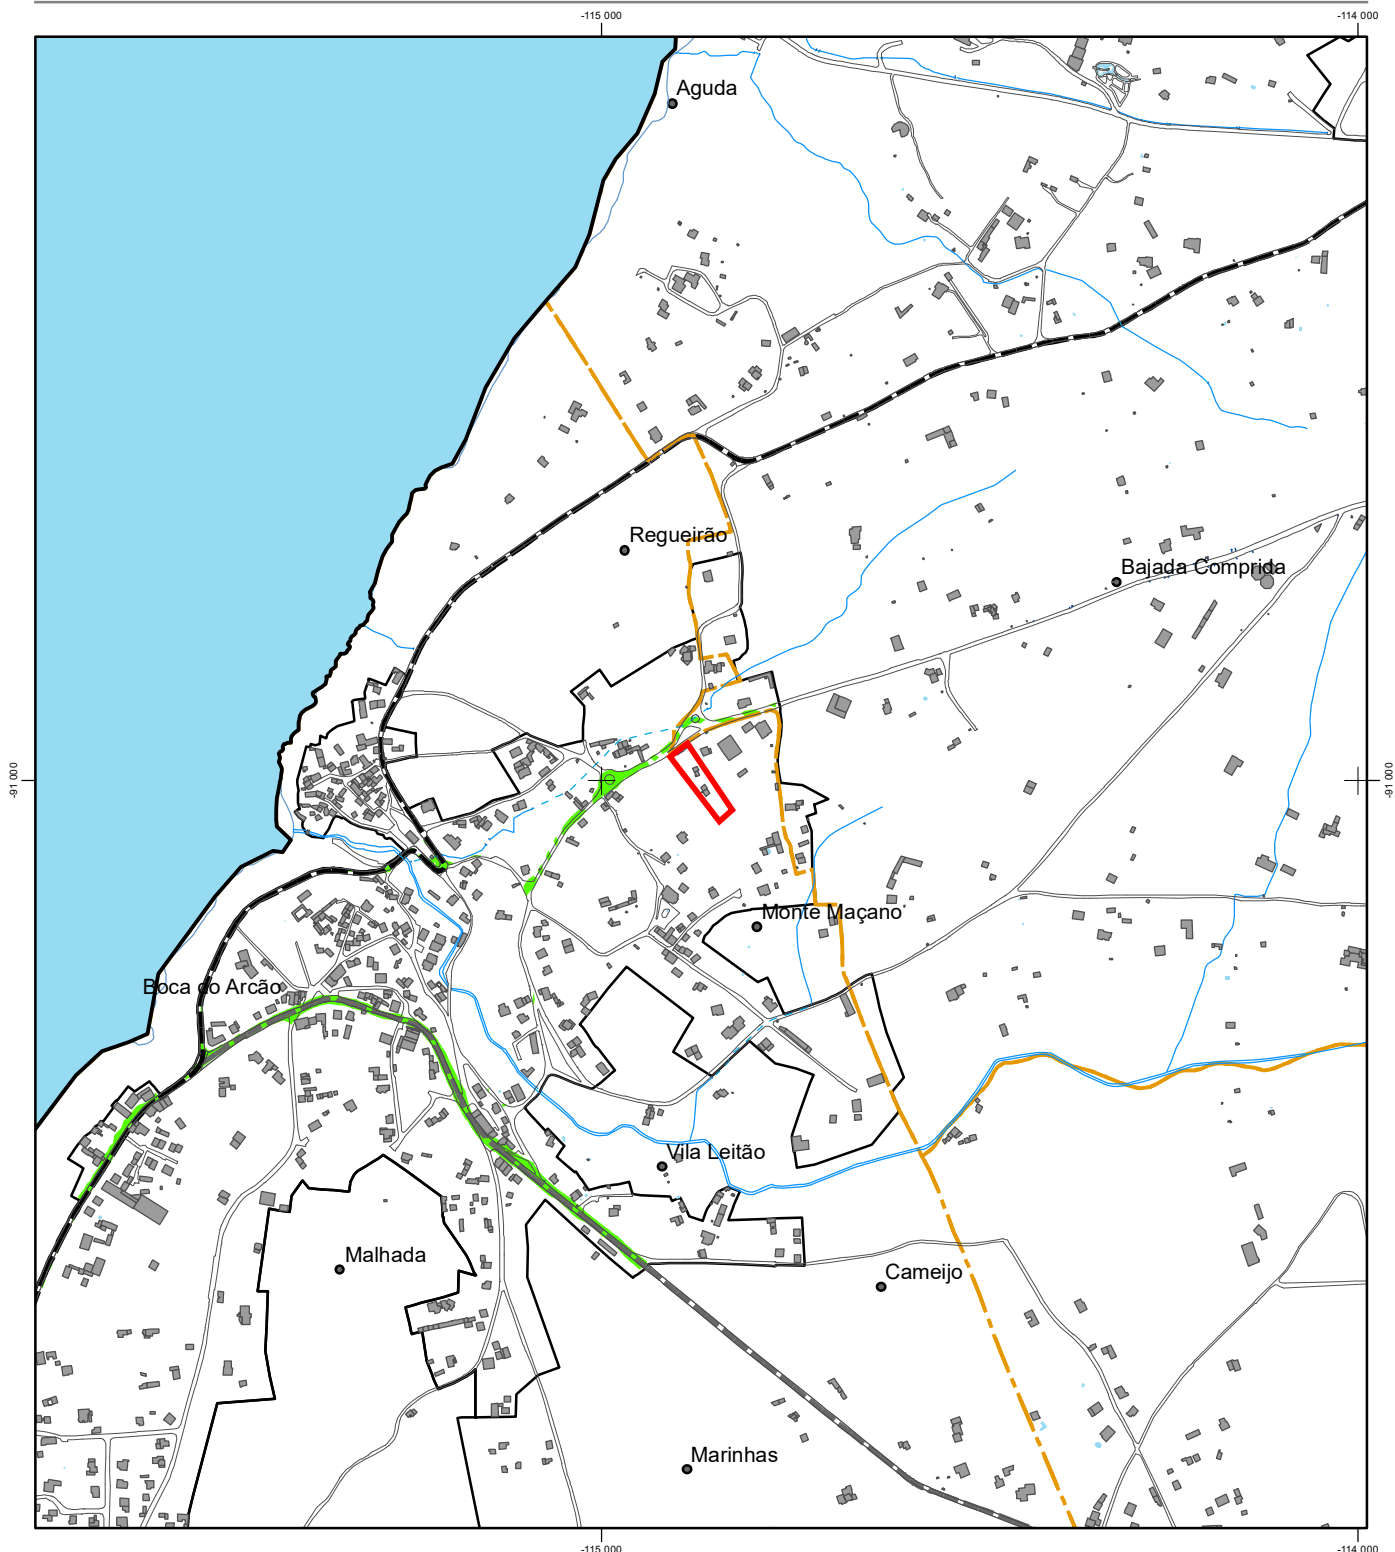 -115 000
-114 000
Aguda
Regueirão
Bajada Comprida
-91 000
-91 000
Monte Maçano
Boca do Arcão
Vila Leitão
Malhada
Cameijo
Marinhas
-115 000
-114 000